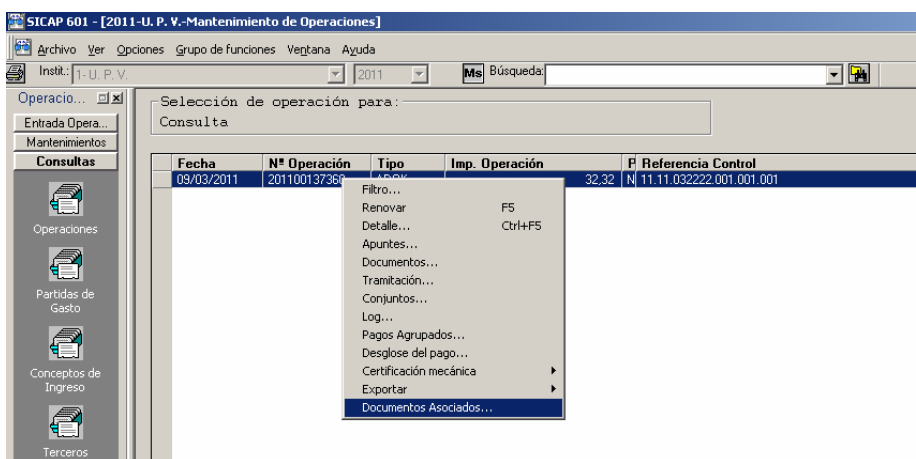 SICAP 601 - [2011-U. P. V.-Mantenimiento de Operaciones]
Archivo Ver Opciones Grupo de funciones Ventana Ayuda
Instit.: 1- U. P. V. 2011 Ms Búsqueda:
Operacio...
Entrada Opera...
Mantenimientos
Consultas
Operaciones
Partidas de
Gasto
Conceptos de
Ingreso
Terceros
Selección de operación para:
Consulta
Fecha Nº Operación Tipo Imp. Operación P Referencia Control
09/03/2011 201100137360 ADOK 32,32 N 11.11.032222.001.001.001
Filtro...
Renovar F5
Detalle... Ctrl+F5
Apuntes...
Documentos...
Tramitación...
Conjuntos...
Log...
Pagos Agrupados...
Desglose del pago...
Certificación mecánica
Exportar
Documentos Asociados...